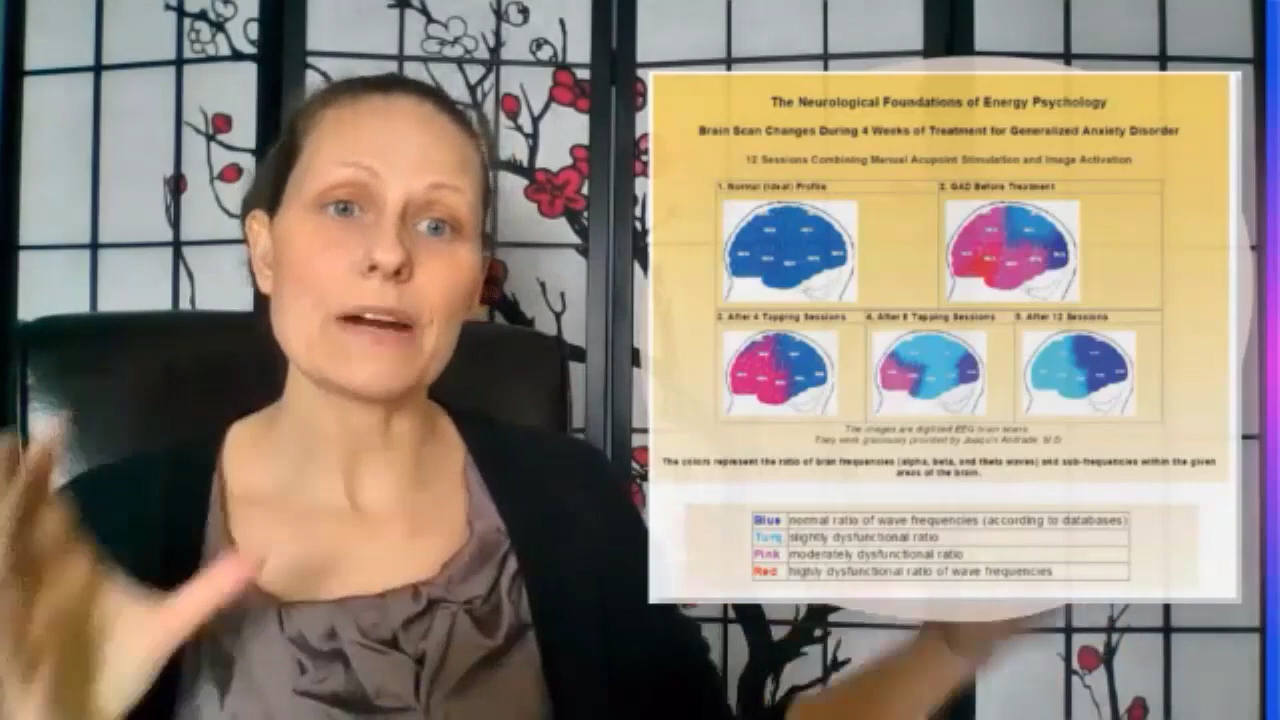 The Neurological Foundations of Energy Psychology
Brain Scan Changes During 4 Weeks of Treatment for Generalized Anxiety Disorder
12 Sessions Combining Manual Acupoint Stimulation and Image Activation
1. Normal (Ideal) Profile
2. GAD Before Treatment
3. After 4 Tapping Sessions
4. After 8 Tapping Sessions
5. After 12 Sessions
The images are digitized EEG brain scans
They were graciously provided by Joaquin Andrade, M.D.
The colors represent the ratio of brain frequencies (alpha, beta, and theta waves) and sub-frequencies within the given
areas of the brain.
Blue normal ratio of wave frequencies (according to databases)
Turq slightly dysfunctional ratio
Pink moderately dysfunctional ratio
Red highly dysfunctional ratio of wave frequencies